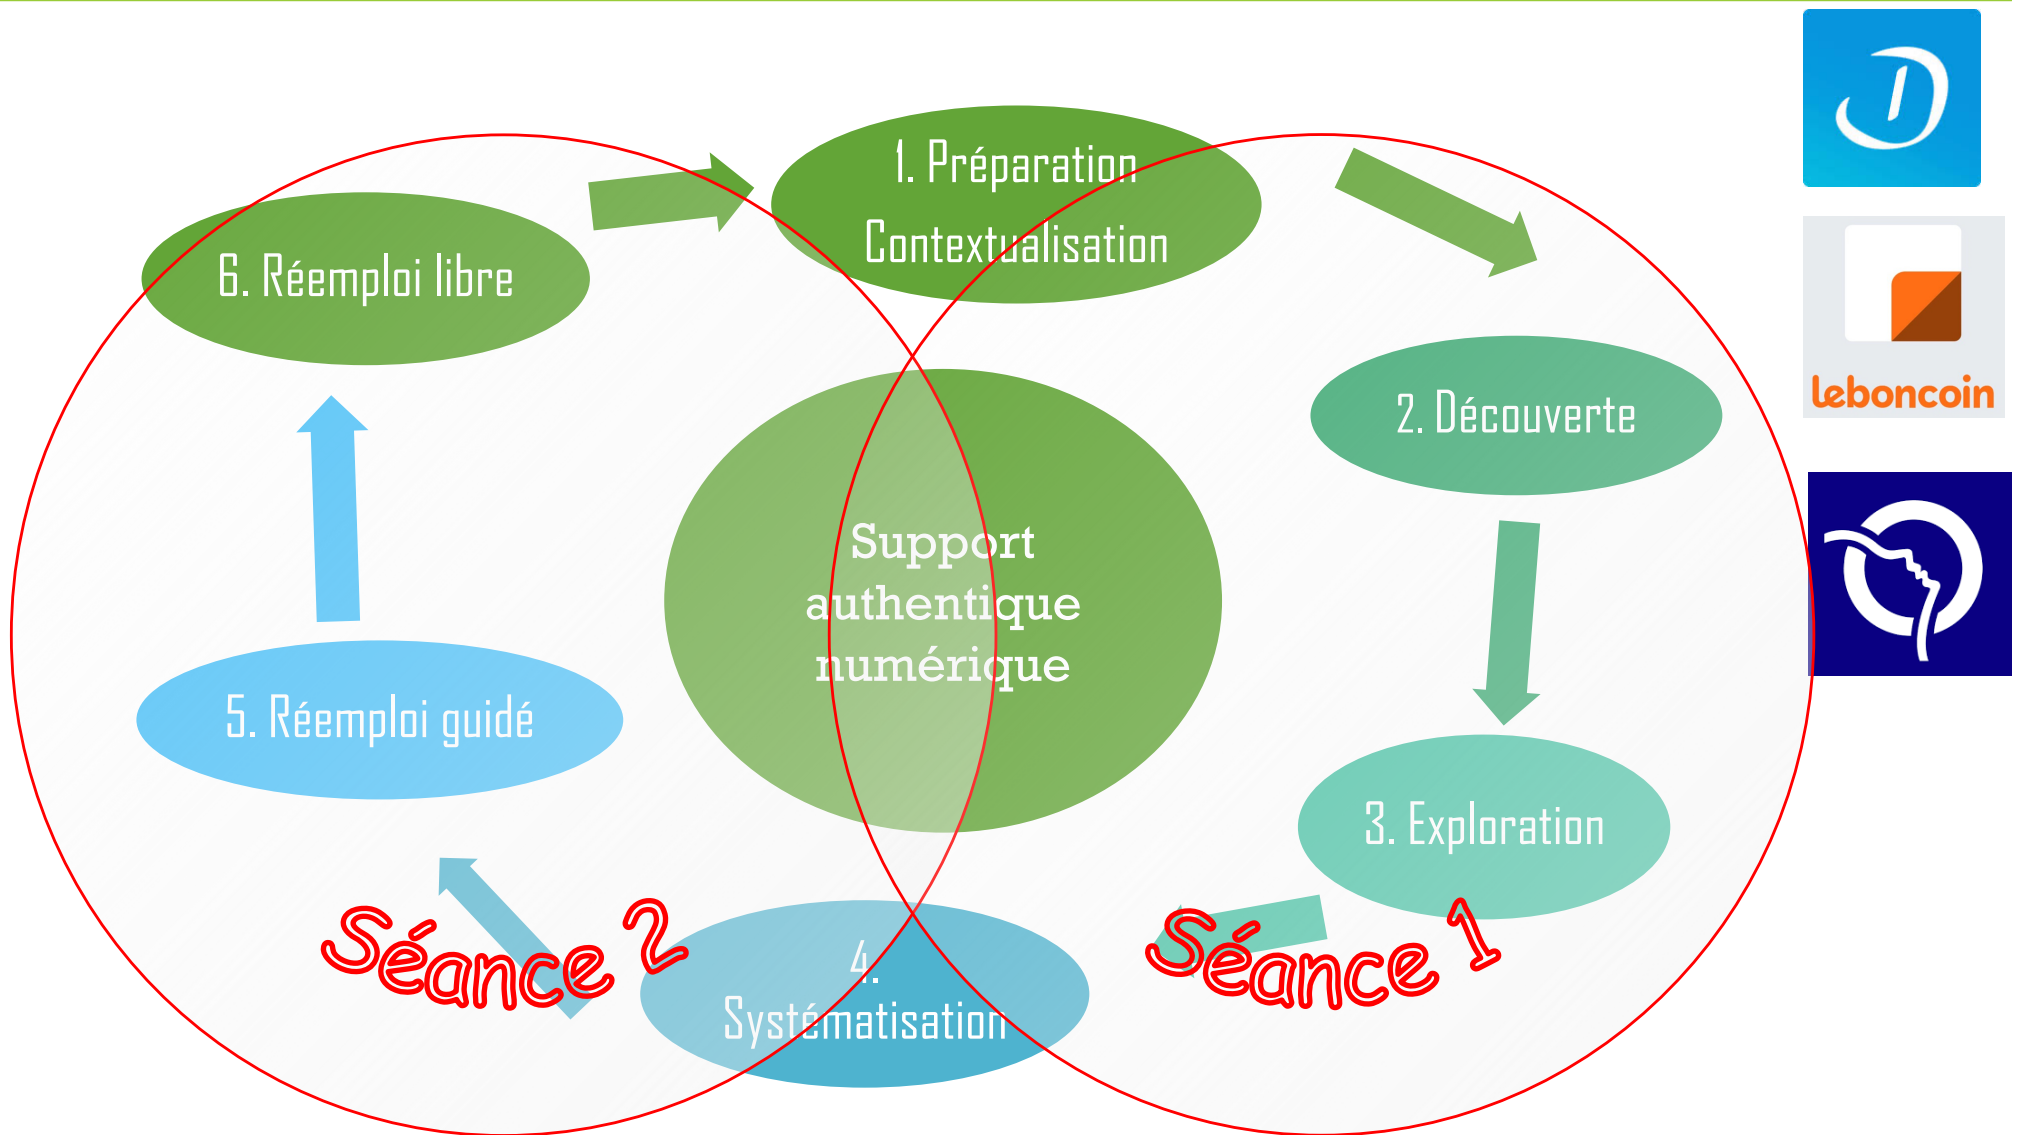 1. Préparation
Contextualisation
2. Découverte
3. Exploration
4.
Systématisation
5. Réemploi guidé
6. Réemploi libre
Support
authentique
numérique
Séance 1
Séance 2
D
leboncoin